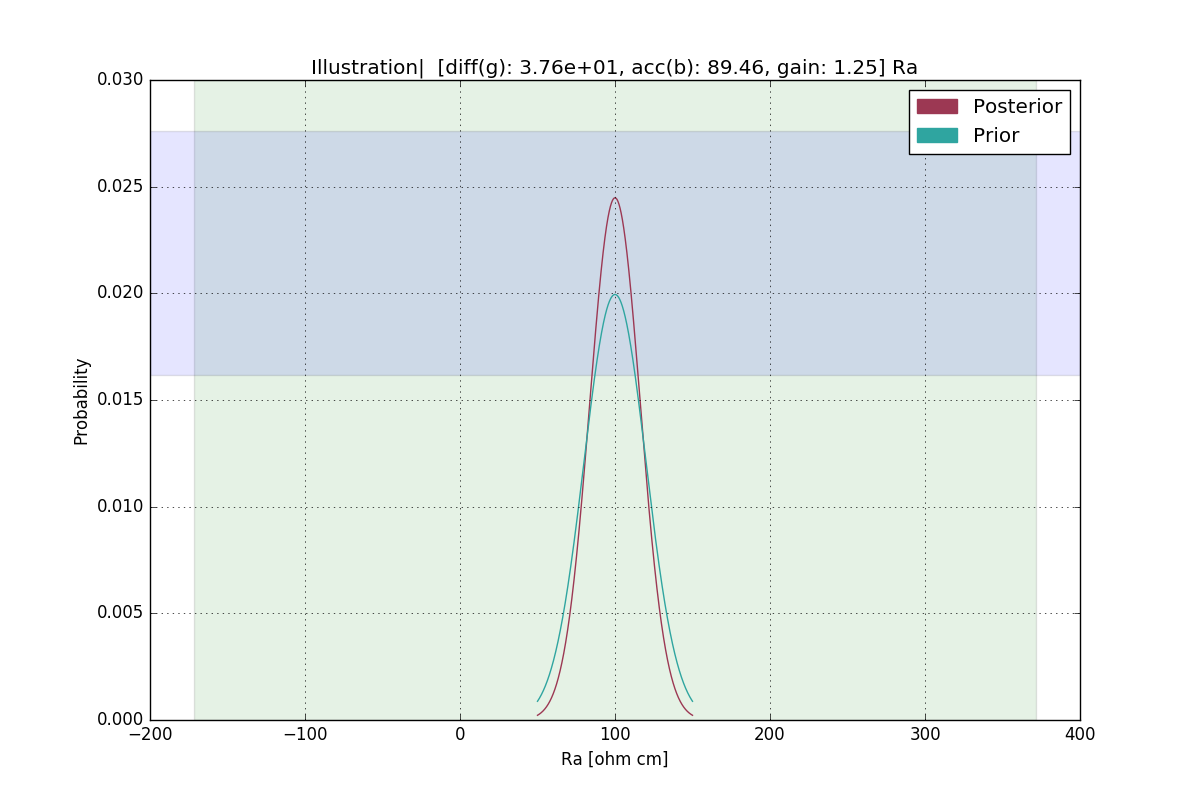 Illustration|  [diff(g): 3.76e+01, acc(b): 89.46, gain: 1.25] Ra
Posterior
Prior
0.030
0.025
0.020
0.015
0.010
0.005
0.000
Probability
−200
−100
0
100
200
300
400
Ra [ohm cm]